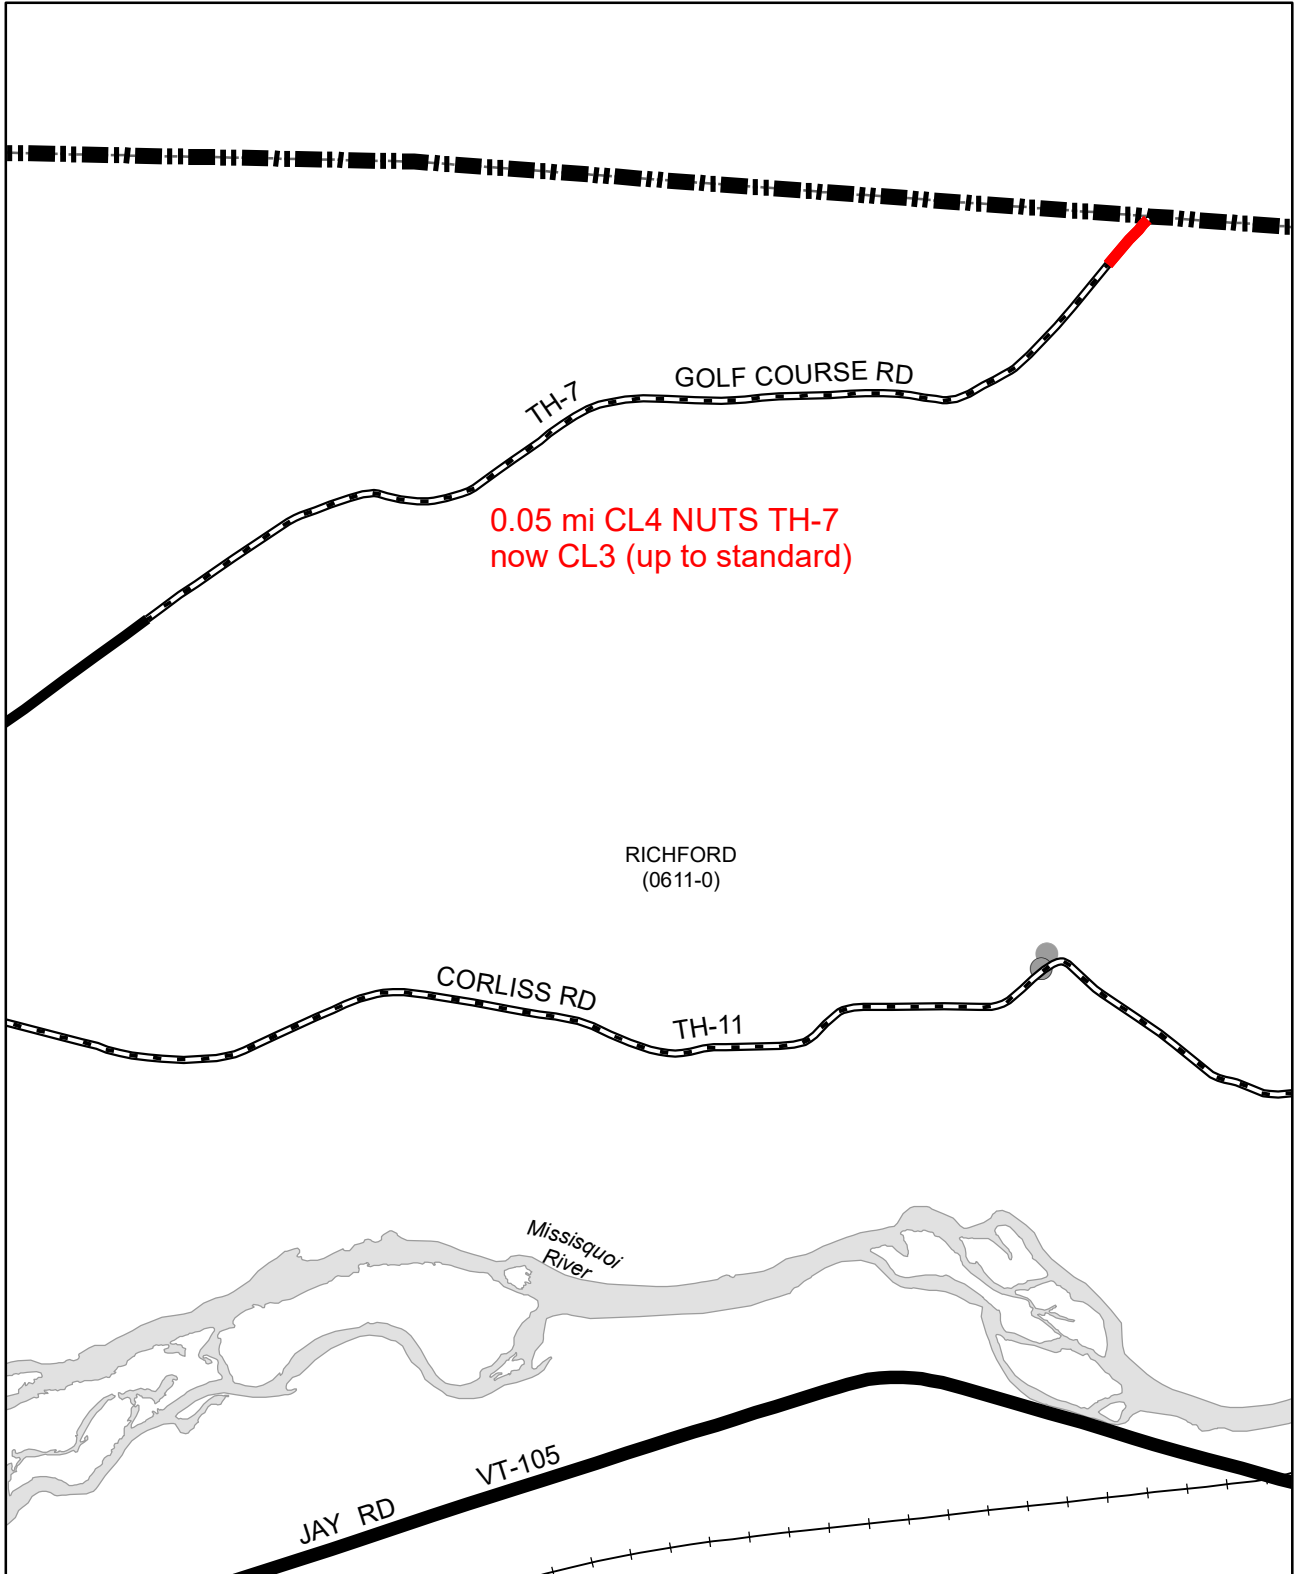 GOLF COURSE RD
TH-7
0.05 mi CL4 NUTS TH-7
now CL3 (up to standard)
RICHFORD
(0611-0)
CORLISS RD
TH-11
Missisquoi
River
VT-105
JAY RD